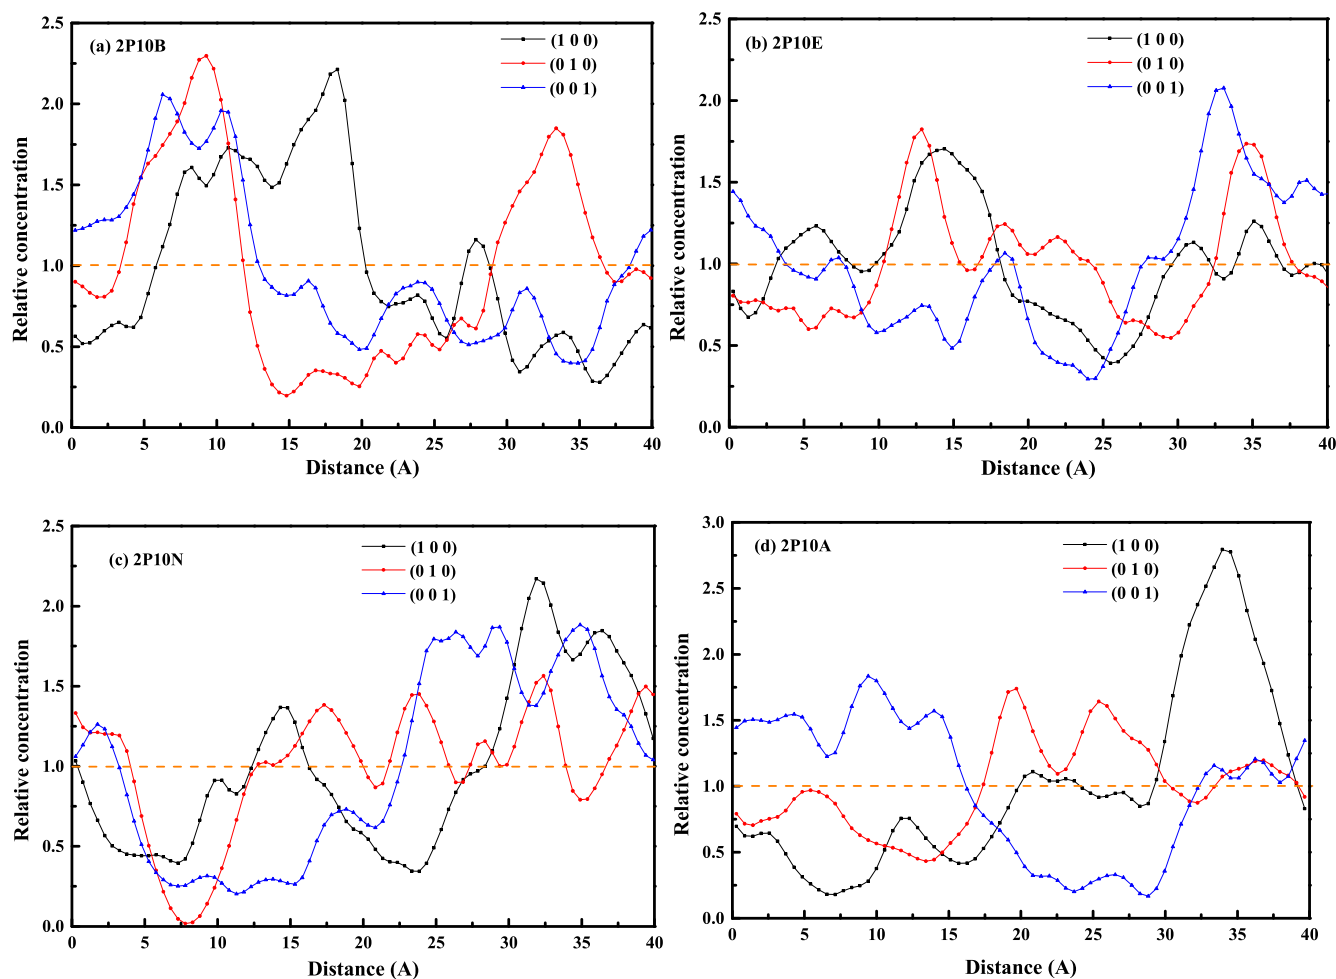 (a) 2P10B
(1 0 0)
(0 1 0)
(0 0 1)
Relative concentration
2.5
2.0
1.5
1.0
0.5
0.0
0 5 10 15 20 25 30 35 40
Distance (A)
(b) 2P10E
(1 0 0)
(0 1 0)
(0 0 1)
Relative concentration
2.5
2.0
1.5
1.0
0.5
0.0
0 5 10 15 20 25 30 35 40
Distance (A)
(c) 2P10N
(1 0 0)
(0 1 0)
(0 0 1)
Relative concentration
2.5
2.0
1.5
1.0
0.5
0.0
0 5 10 15 20 25 30 35 40
Distance (A)
(d) 2P10A
(1 0 0)
(0 1 0)
(0 0 1)
Relative concentration
3.0
2.5
2.0
1.5
1.0
0.5
0.0
0 5 10 15 20 25 30 35 40
Distance (A)